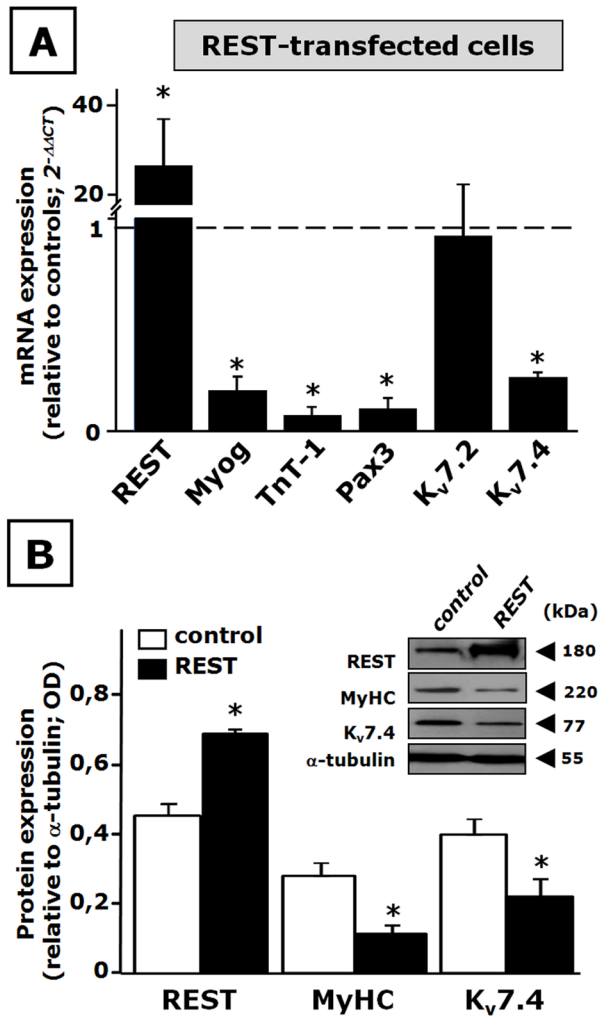 A
REST-transfected cells
mRNA expression
(relative to controls; 2-ΔΔCT)
40
20
1
0
*
*
*
*
*
REST
Myog
TnT-1
Pax3
Kv7.2
Kv7.4
B
control
REST
Protein expression
(relative to α-tubulin; OD)
0,8
0,6
0,4
0,2
0
*
*
*
REST
MyHC
Kv7.4
control
REST
(kDa)
REST
180
MyHC
220
Kv7.4
77
α-tubulin
55